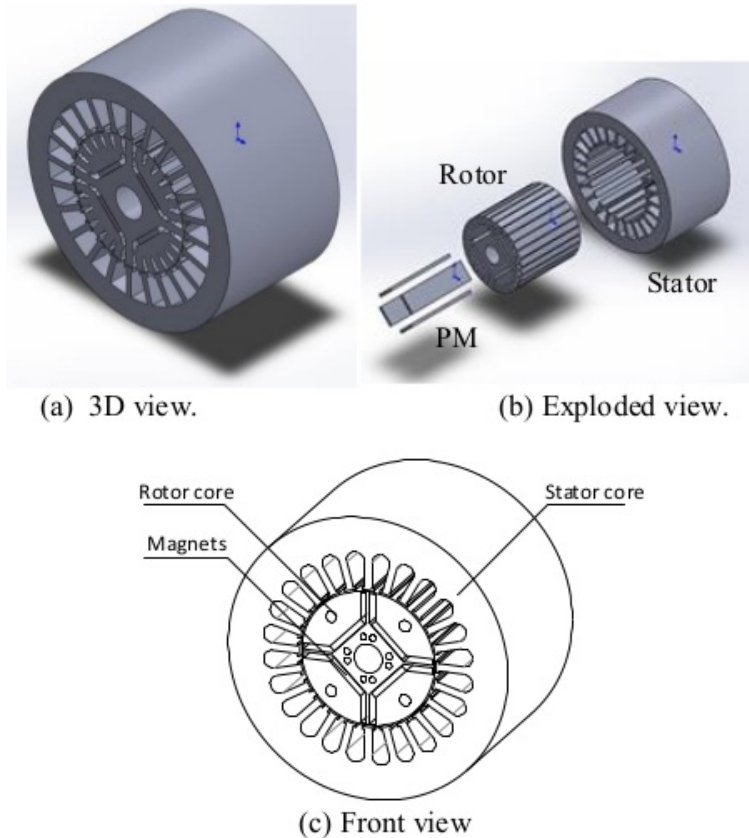 Rotor
Stator
PM
(a) 3D view.
(b) Exploded view.
Rotor core
Stator core
Magnets
(c) Front view